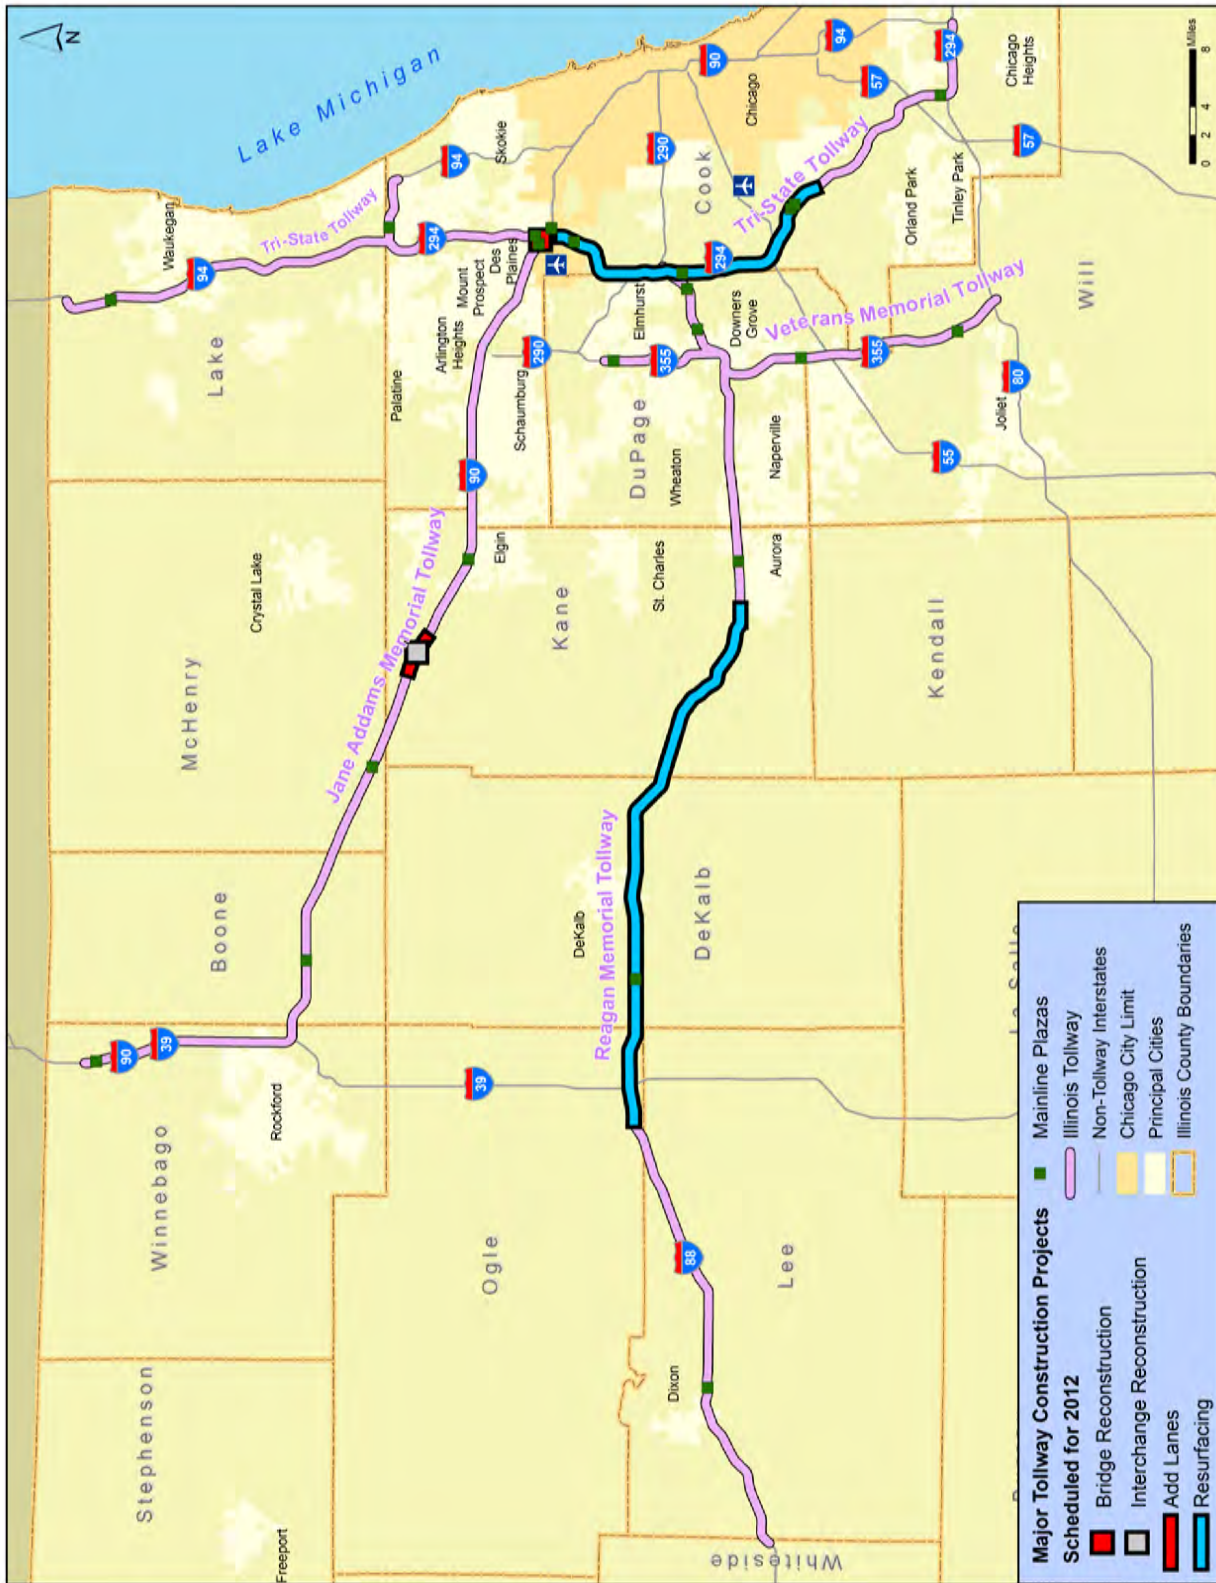 N
Lake Michigan
Miles
0 2 4 8
Waukegan
Lake
Tri-State Tollway
94
94
294
Skokie
Palatine
Arlington
Heights
Mount
Prospect
Des
Plaines
Schaumburg
290
90
Elgin
Crystal Lake
McHenry
Jane Addams Memorial Tollway
Boone
90
39
Rockford
Winnebago
Stephenson
Freeport
Ogle
39
Kane
St. Charles
DuPage
Wheaton
Elmhurst
355
290
Cook
Chicago
90
94
57
294
Chicago
Heights
57
Tri-State Tollway
294
Downers
Grove
Orland Park
Tinley Park
Veterans Memorial Tollway
355
Will
80
Joliet
55
Naperville
Aurora
Kendall
DeKalb
Reagan Memorial Tollway
DeKalb
88
Lee
Dixon
Whiteside
Major Tollway Construction Projects
Scheduled for 2012
Bridge Reconstruction
Interchange Reconstruction
Add Lanes
Resurfacing
Mainline Plazas
Illinois Tollway
Non-Tollway Interstates
Chicago City Limit
Principal Cities
Illinois County Boundaries